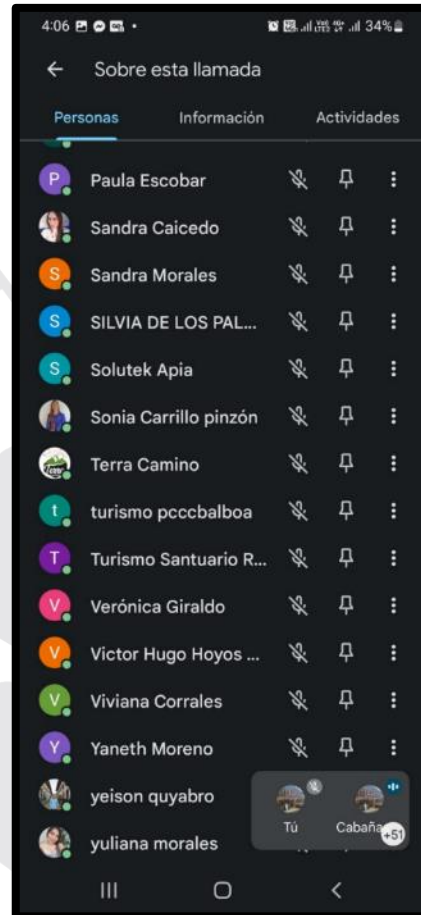 4:06
34%
Sobre esta llamada
Personas Información Actividades
P Paula Escobar
Sandra Caicedo
S Sandra Morales
S SILVIA DE LOS PAL...
S Solutek Apia
Sonia Carrillo pinzón
Terra Camino
t turismo pcccbalboa
T Turismo Santuario R...
V Verónica Giraldo
V Victor Hugo Hoyos ...
V Viviana Corrales
Y Yaneth Moreno
yeison quyabro
yuliana morales
Tú Cabaña +51